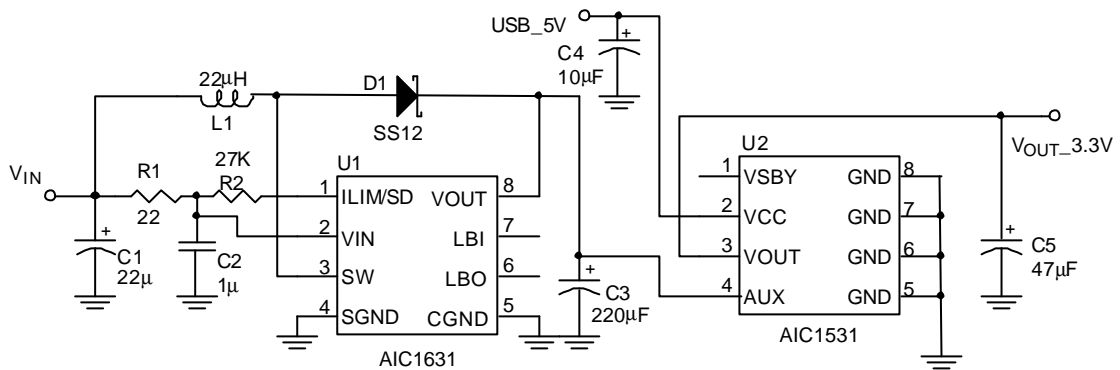 USB_5V
C4
10µF
+
22µH
L1
D1
SS12
VIN
R1
22
27K
R2
U1
1 ILIM/SD VOUT 8
2 VIN LBI 7
3 SW LBO 6
4 SGND CGND 5
AIC1631
+
C1
22µ
C2
1µ
+
C3
220µF
U2
1 VSBY GND 8
2 VCC GND 7
3 VOUT GND 6
4 AUX GND 5
AIC1531
VOUT_3.3V
+
C5
47µF